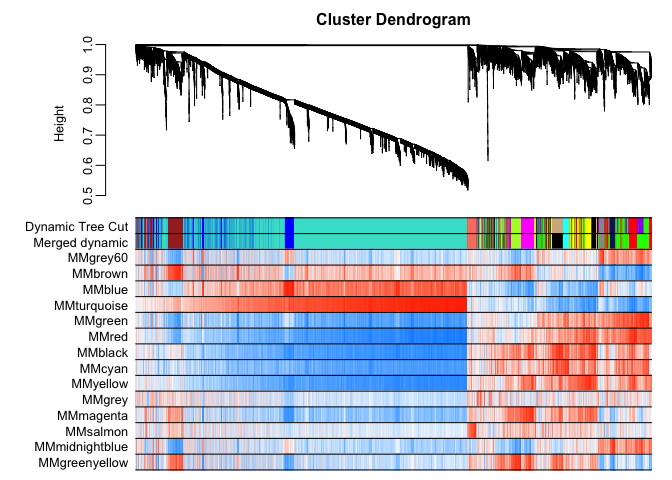 Cluster Dendrogram
Height
1.0
0.9
0.8
0.7
0.6
0.5
Dynamic Tree Cut
Merged dynamic
MMgrey60
MMbrown
MMblue
MMturquoise
MMgreen
MMred
MMblack
MMcyan
MMyellow
MMgrey
MMmagenta
MMsalmon
MMmidnightblue
MMgreenyellow